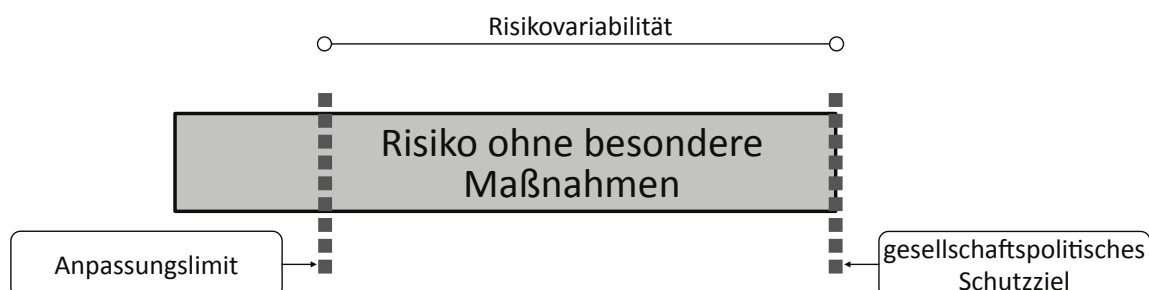 Risikovariabilität
Risiko ohne besondere
Maßnahmen
Anpassungslimit
gesellschaftspolitisches
Schutzziel